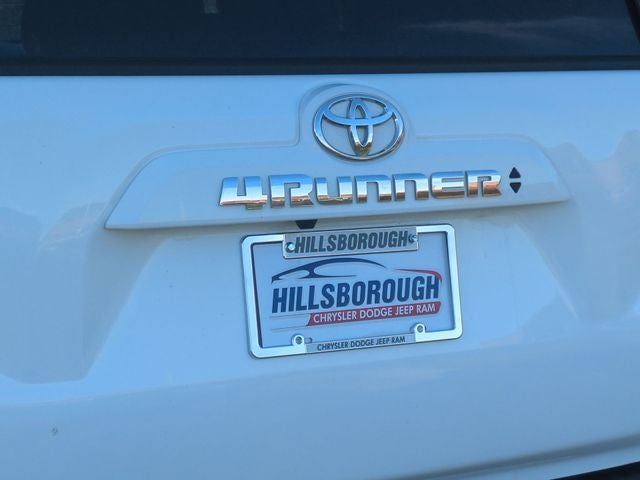 4RUNNER
HILLSBOROUGH
HILLSBOROUGH
CHRYSLER DODGE JEEP RAM
CHRYSLER DODGE JEEP RAM